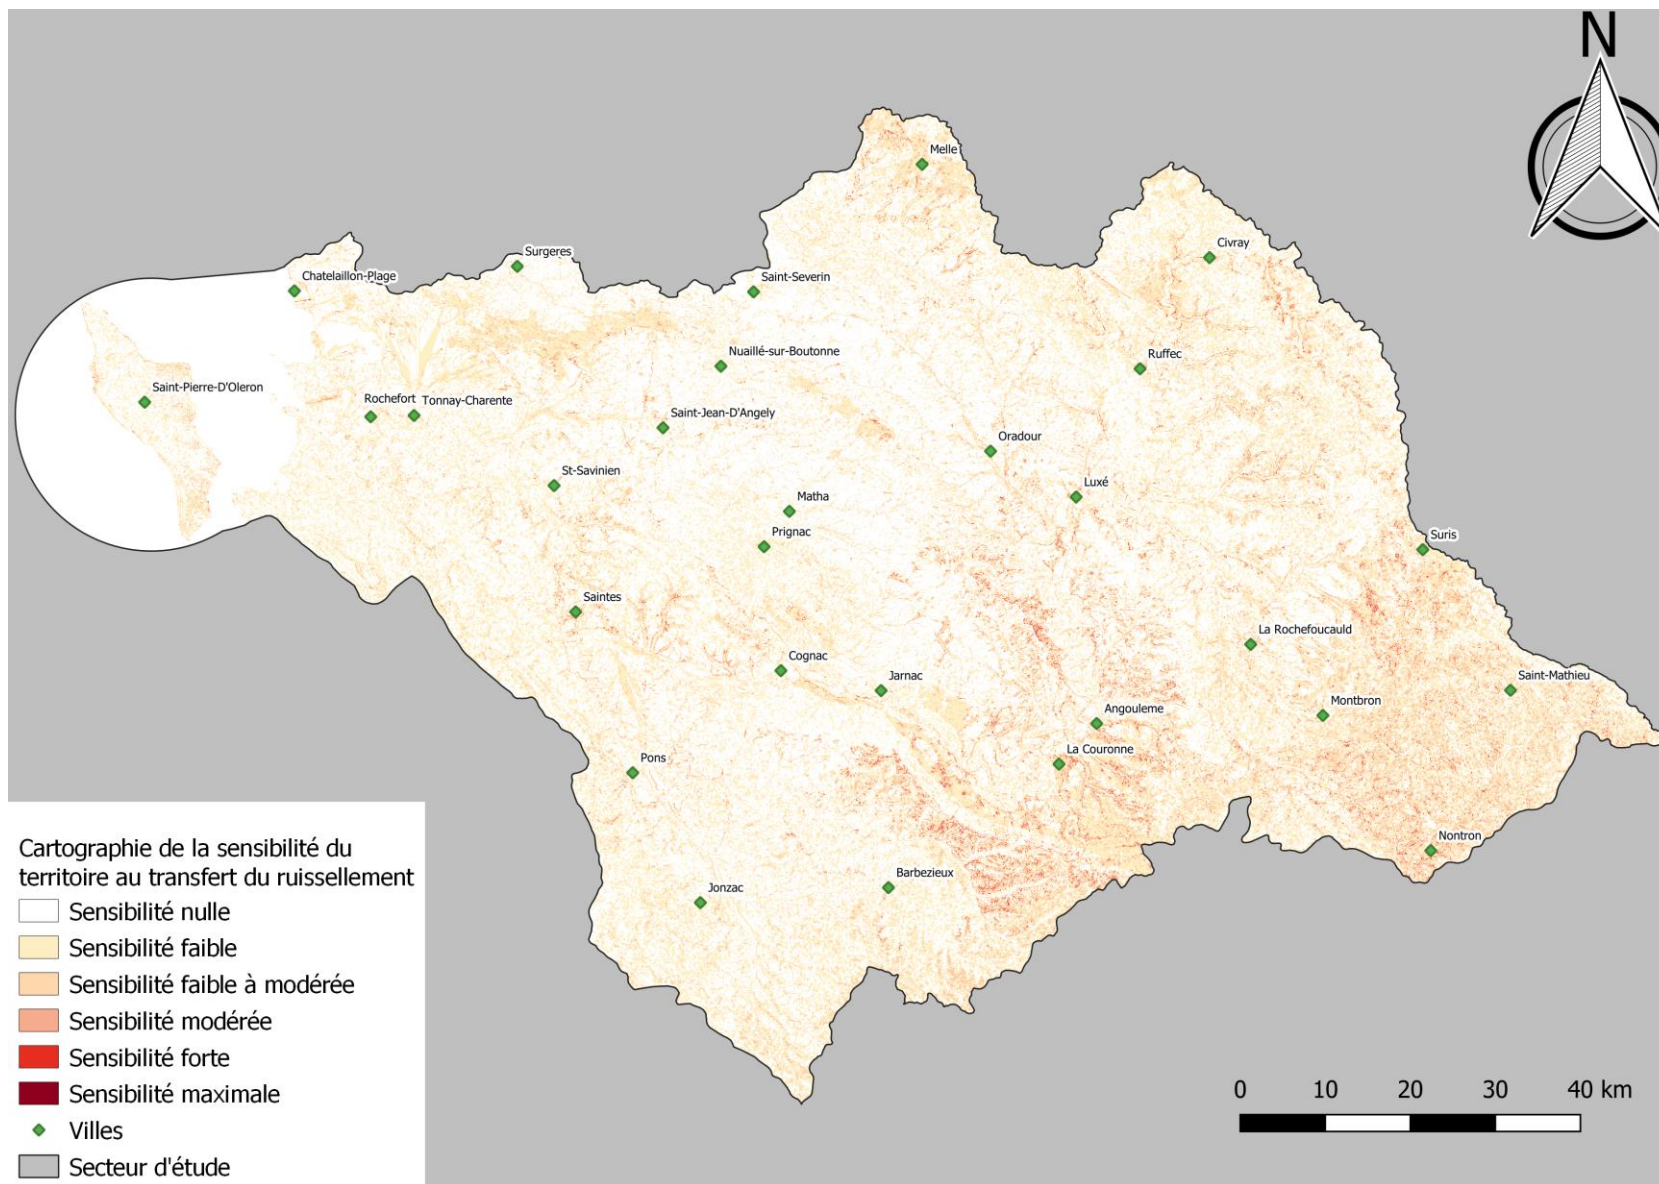 N
Melle
Civray
Surgeres
Chatelaillon-Plage
Saint-Severin
Nuaillé-sur-Boutonne
Ruffec
Saint-Pierre-D'Oleron
Rochefort
Tonnay-Charente
Saint-Jean-D'Angely
Oradour
St-Savinien
Luxé
Matha
Prignac
Suris
Saintes
La Rochefoucauld
Cognac
Jarnac
Saint-Mathieu
Montbron
Angouleme
La Couronne
Pons
Nontron
Barbezieux
Jonzac
Cartographie de la sensibilité du
territoire au transfert du ruissellement
Sensibilité nulle
Sensibilité faible
Sensibilité faible à modérée
Sensibilité modérée
Sensibilité forte
Sensibilité maximale
Villes
Secteur d'étude
0 10 20 30 40 km